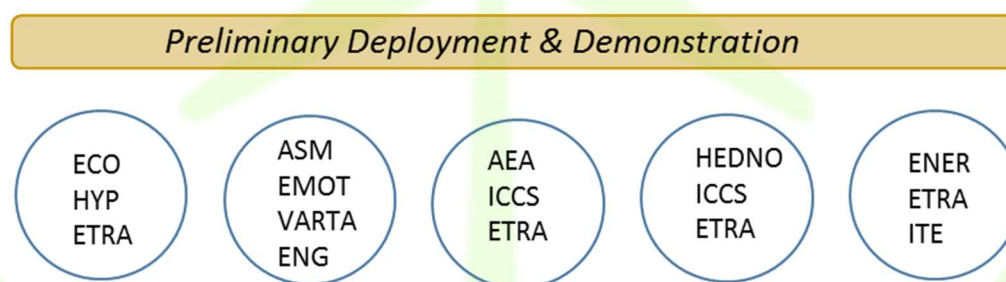 Preliminary Deployment & Demonstration
ECO
HYP
ETRA
ASM
EMOT
VARTA
ENG
AEA
ICCS
ETRA
HEDNO
ICCS
ETRA
ENER
ETRA
ITE